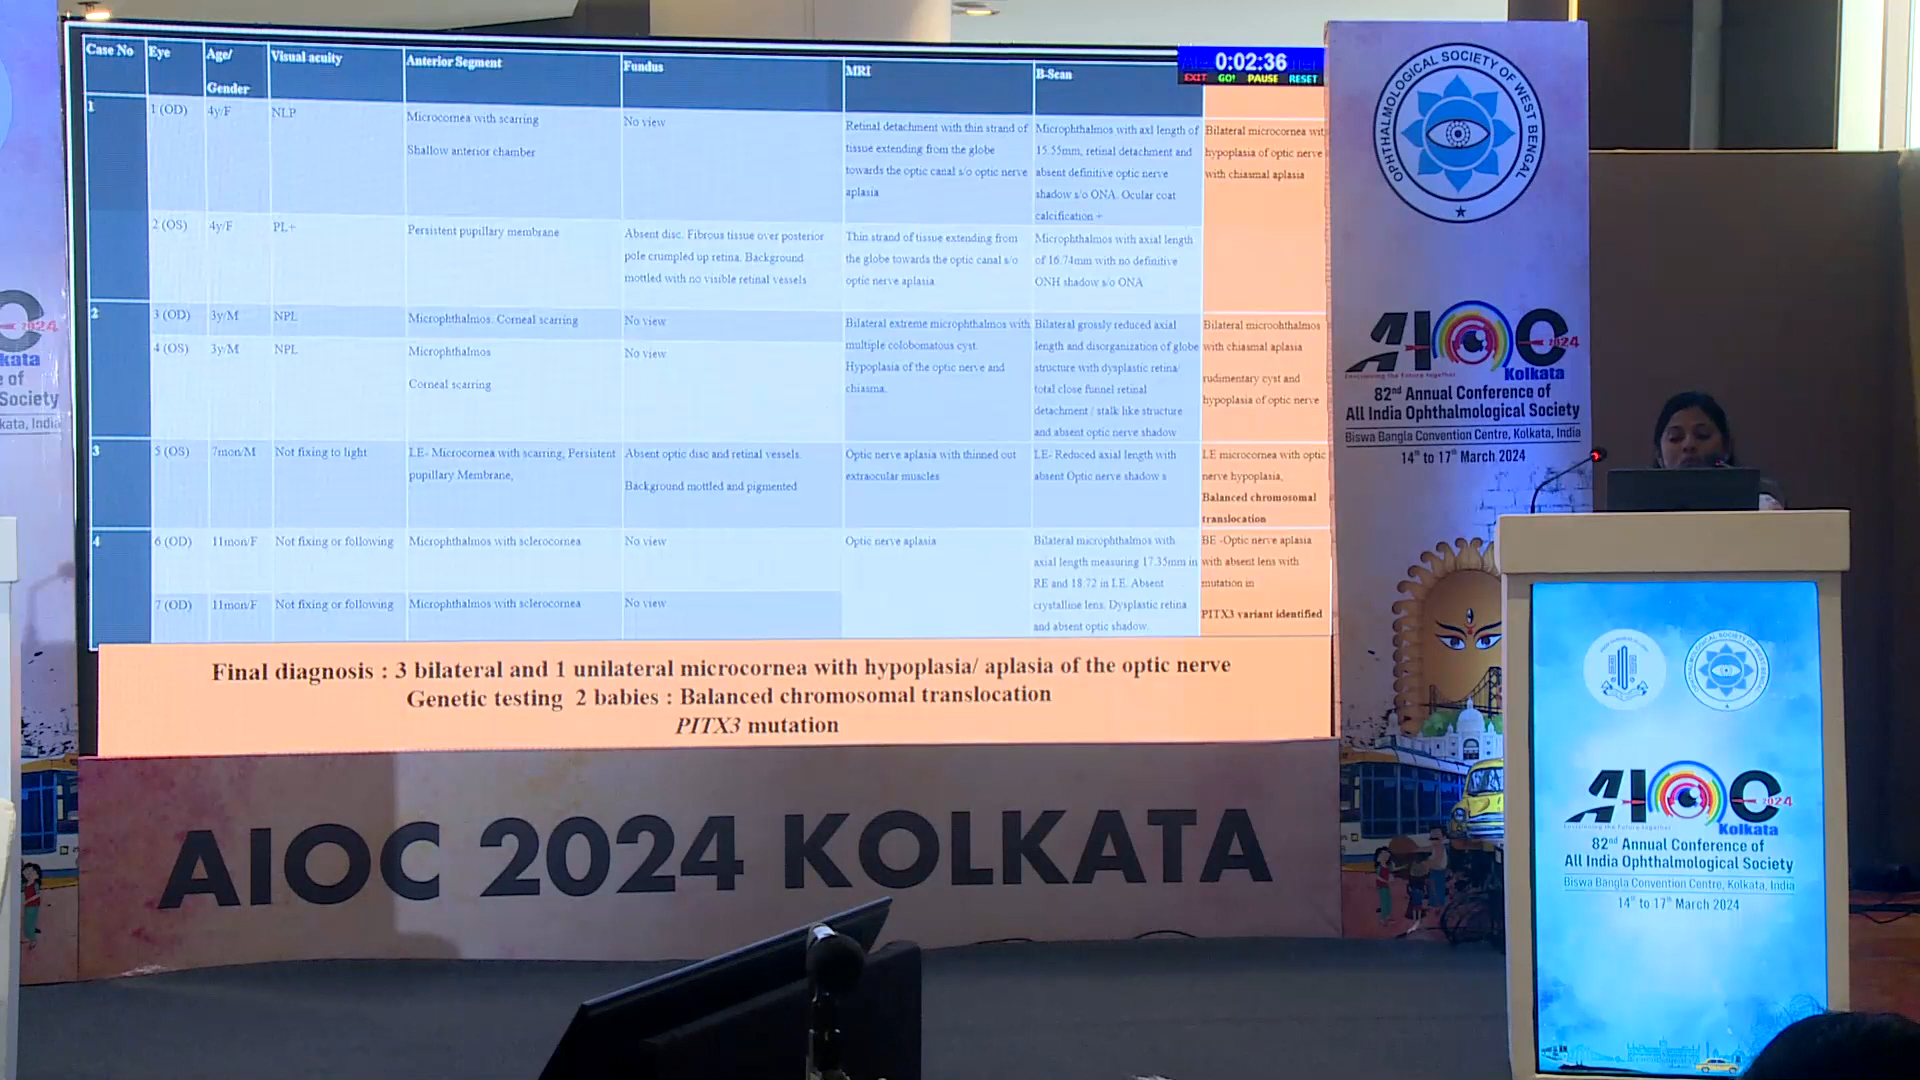 Case No
Eye
Age/
Gender
Visual acuity
Anterior Segment
Fundus
MRI
B-Scan
0:02:36
EXIT GO! PAUSE RESET
1
1 (OD)
4y/F
NLP
Microcornea with scarring
Shallow anterior chamber
No view
Retinal detachment with thin strand of
tissue extending from the globe
towards the optic canal s/o optic nerve
aplasia
Microphthalmos with axl length of
15.55mm, retinal detachment and
absent definitive optic nerve
shadow s/o ONA. Ocular coat
calcification +
Bilateral microcornea wit
hypoplasia of optic nerve
with chiasmal aplasia
2 (OS)
4y/F
PL+
Persistent pupillary membrane
Absent disc. Fibrous tissue over posterior
pole crumpled up retina. Background
mottled with no visible retinal vessels
Thin strand of tissue extending from
the globe towards the optic canal s/o
optic nerve aplasia
Microphthalmos with axial length
of 16.74mm with no definitive
ONH shadow s/o ONA
2
3 (OD)
3y/M
NPL
Microphthalmos. Corneal scarring
No view
Bilateral extreme microphthalmos with
multiple colobomatous cyst.
Hypoplasia of the optic nerve and
chiasma.
Bilateral grossly reduced axial
length and disorganization of globe
structure with dysplastic retina/
total close funnel retinal
detachment / stalk like structure
and absent optic nerve shadow
Bilateral microohthalmos
with chiasmal aplasia
rudimentary cyst and
hypoplasia of optic nerve
4 (OS)
3y/M
NPL
Microphthalmos
Corneal scarring
No view
3
5 (OS)
7mon/M
Not fixing to light
LE- Microcornea with scarring, Persistent
pupillary Membrane,
Absent optic disc and retinal vessels.
Background mottled and pigmented
Optic nerve aplasia with thinned out
extraocular muscles
LE- Reduced axial length with
absent Optic nerve shadow s
LE microcornea with optic
nerve hypoplasia,
Balanced chromosomal
translocation
4
6 (OD)
11mon/F
Not fixing or following
Microphthalmos with sclerocornea
No view
Optic nerve aplasia
Bilateral microphthalmos with
axial length measuring 17.35mm in
RE and 18.72 in LE. Absent
crystalline lens. Dysplastic retina
and absent optic shadow.
BE -Optic nerve aplasia
with absent lens with
mutation in
PITX3 variant identified
7 (OD)
11mon/F
Not fixing or following
Microphthalmos with sclerocornea
No view
Final diagnosis : 3 bilateral and 1 unilateral microcornea with hypoplasia/ aplasia of the optic nerve
Genetic testing 2 babies : Balanced chromosomal translocation
PITX3 mutation
AIOC 2024 KOLKATA
OPHTHALMOLOGICAL SOCIETY OF WEST BENGAL
AIOC 2024
Kolkata
82nd Annual Conference of
All India Ophthalmological Society
Biswa Bangla Convention Centre, Kolkata, India
14th to 17th March 2024
AIOC 2024
Kolkata
82nd Annual Conference of
All India Ophthalmological Society
Biswa Bangla Convention Centre, Kolkata, India
14th to 17th March 2024
2024
kata
e of
Society
kata, India